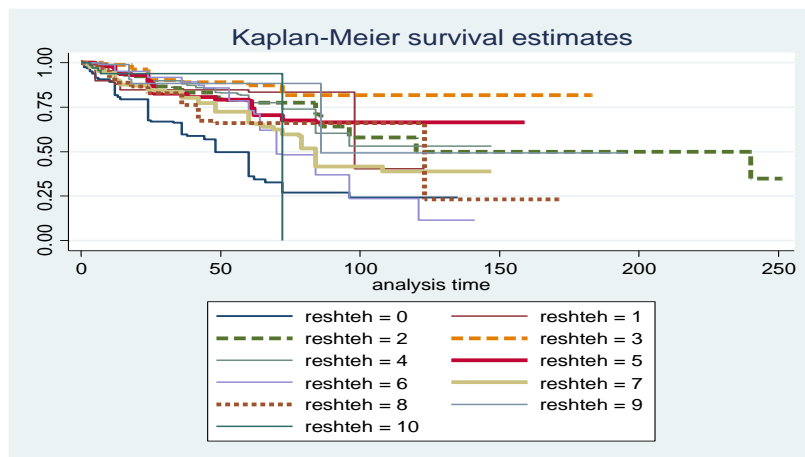 Kaplan-Meier survival estimates
1.00
0.75
0.50
0.25
0.00
0 50 100 150 200 250
analysis time
reshteh = 0 reshteh = 1
reshteh = 2 reshteh = 3
reshteh = 4 reshteh = 5
reshteh = 6 reshteh = 7
reshteh = 8 reshteh = 9
reshteh = 10